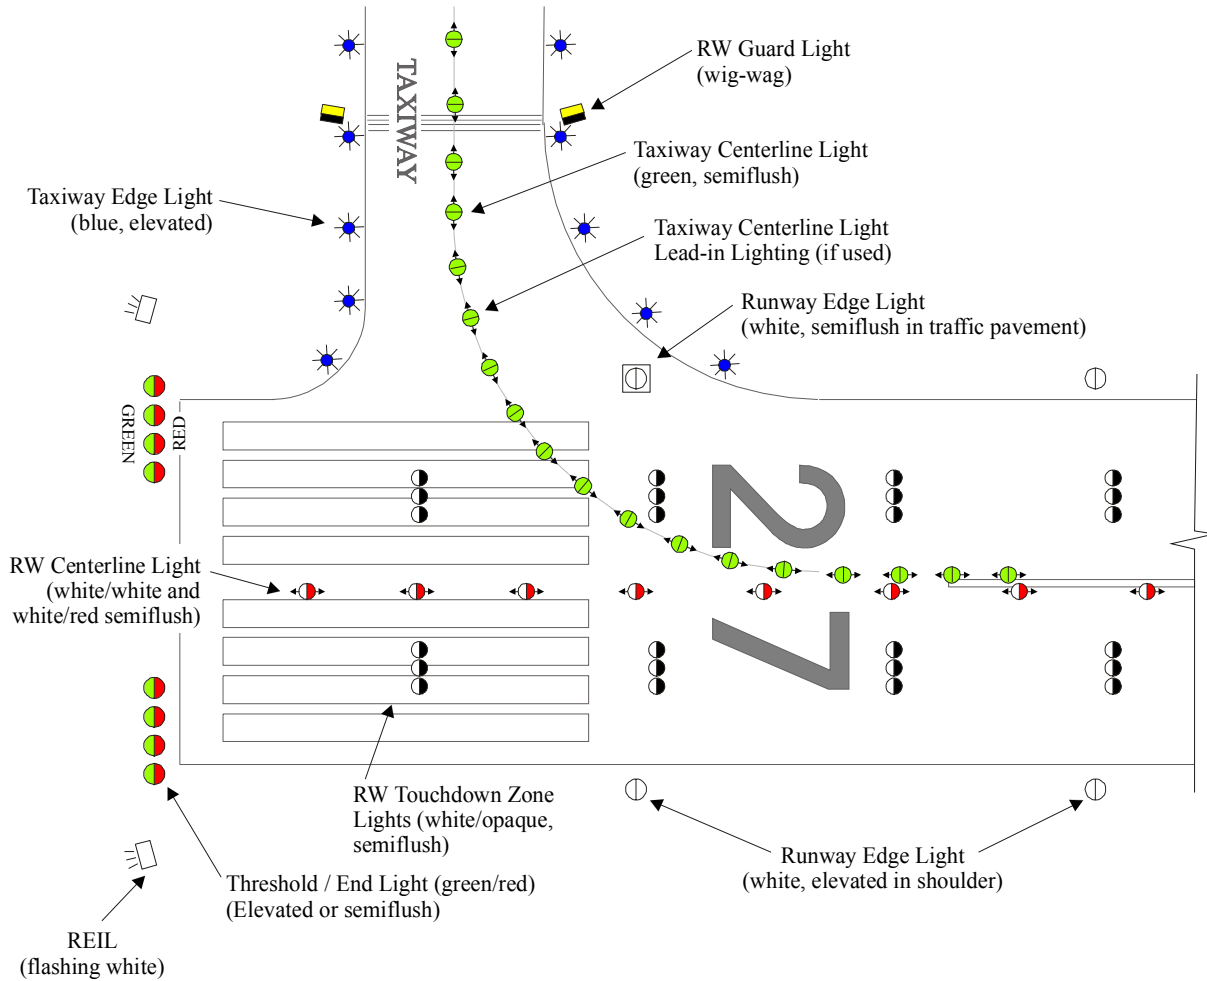 RW Guard Light
(wig-wag)
TAXIWAY
Taxiway Centerline Light
(green, semiflush)
Taxiway Edge Light
(blue, elevated)
Taxiway Centerline Light
Lead-in Lighting (if used)
Runway Edge Light
(white, semiflush in traffic pavement)
GREEN
RED
27
RW Centerline Light
(white/white and
white/red semiflush)
RW Touchdown Zone
Lights (white/opaque,
semiflush)
Runway Edge Light
(white, elevated in shoulder)
Threshold / End Light (green/red)
(Elevated or semiflush)
REIL
(flashing white)